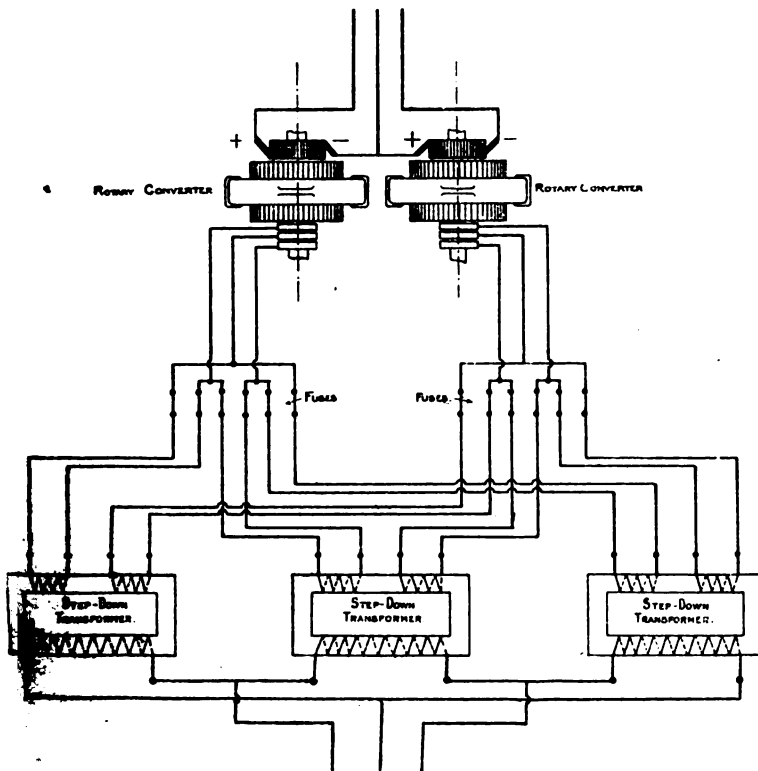 + − + −
ROTARY CONVERTER
ROTARY CONVERTER
FUSES
FUSES
STEP-DOWN
TRANSFORMER.
STEP-DOWN
TRANSFORMER
STEP-DOWN
TRANSFORMER.